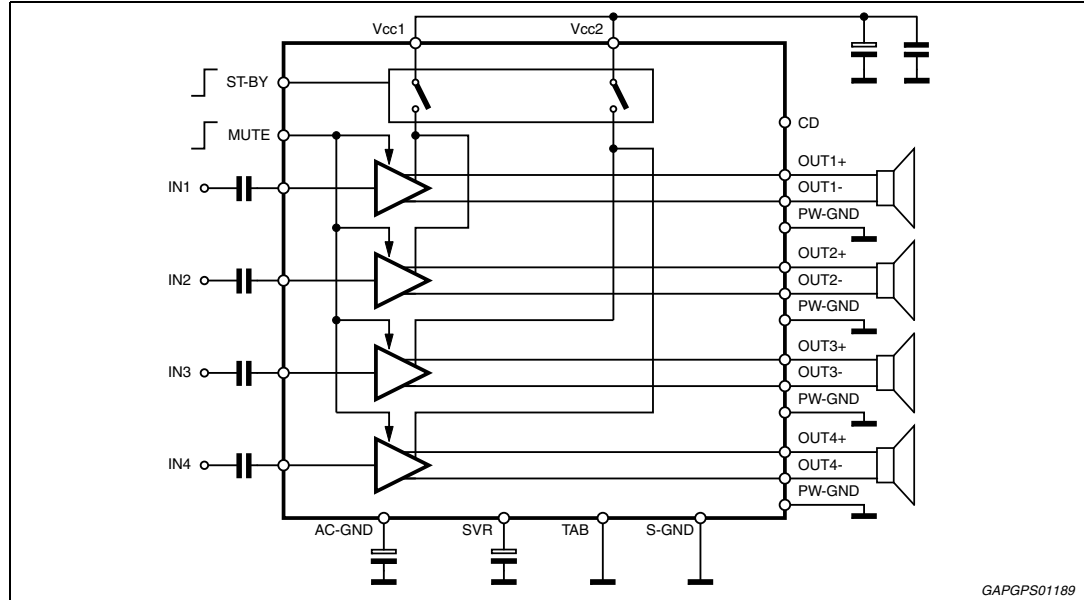 Vcc1
Vcc2
ST-BY
CD
MUTE
OUT1+
IN1
OUT1-
PW-GND
OUT2+
IN2
OUT2-
PW-GND
OUT3+
IN3
OUT3-
PW-GND
OUT4+
IN4
OUT4-
PW-GND
AC-GND
SVR
TAB
S-GND
GAPGPS01189